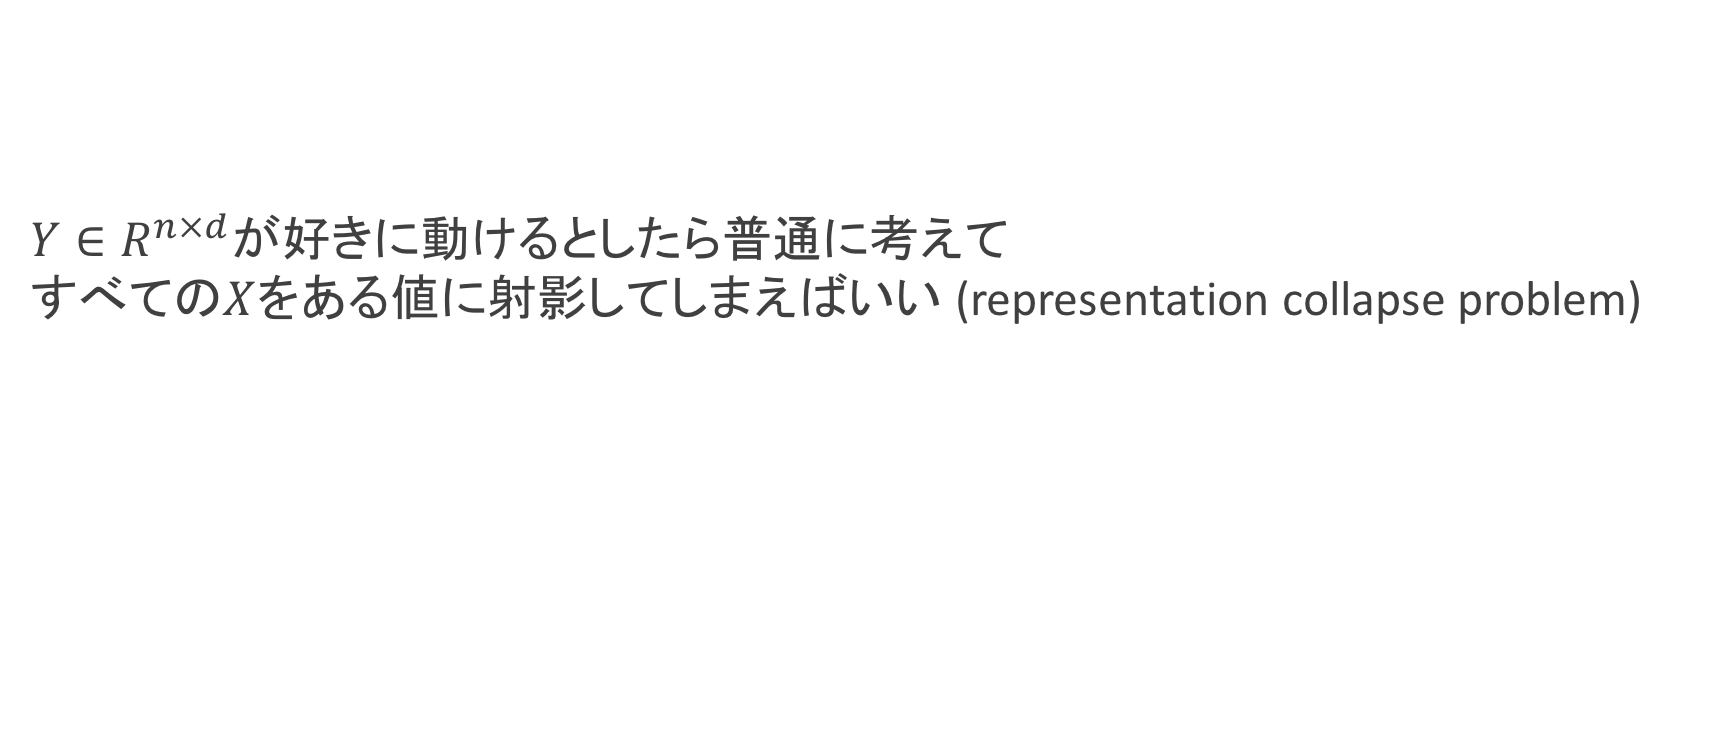 Y ∈ R^{n×d}が好きに動けるとしたら普通に考えて
すべてのXをある値に射影してしまえばいい (representation collapse problem)